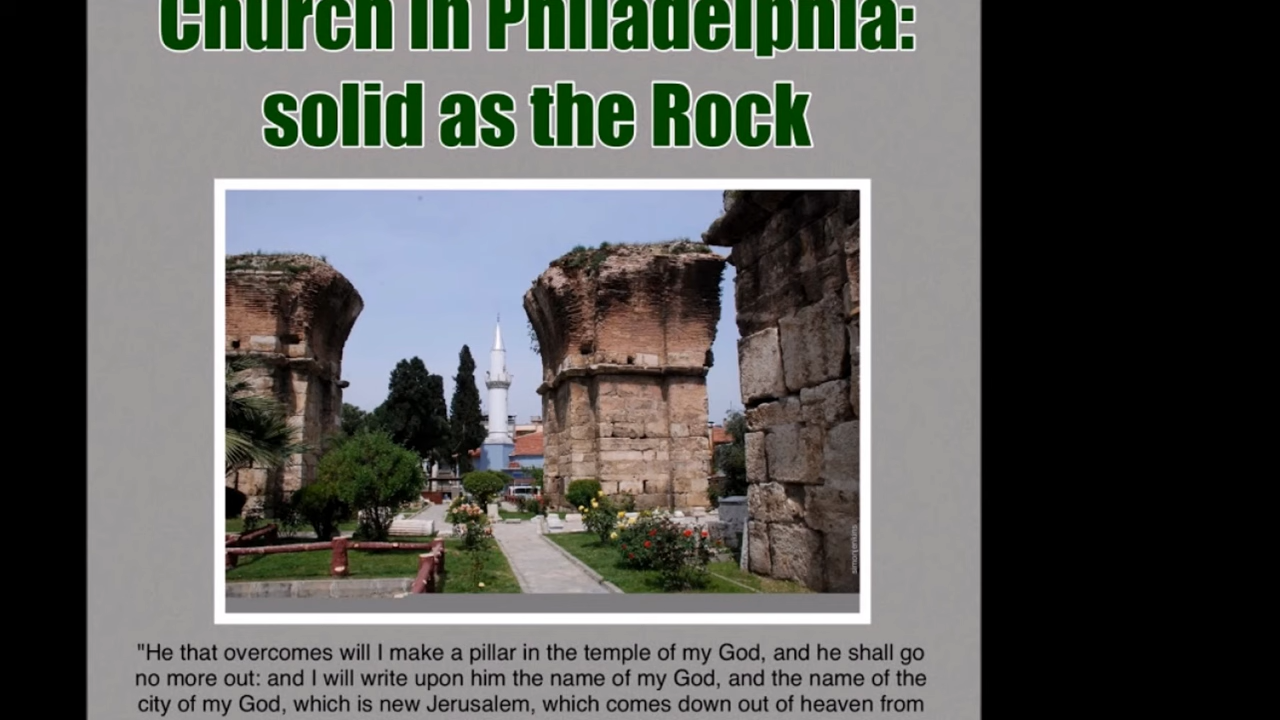 Church in Philadelphia:
solid as the Rock
"He that overcomes will I make a pillar in the temple of my God, and he shall go
no more out: and I will write upon him the name of my God, and the name of the
city of my God, which is new Jerusalem, which comes down out of heaven from